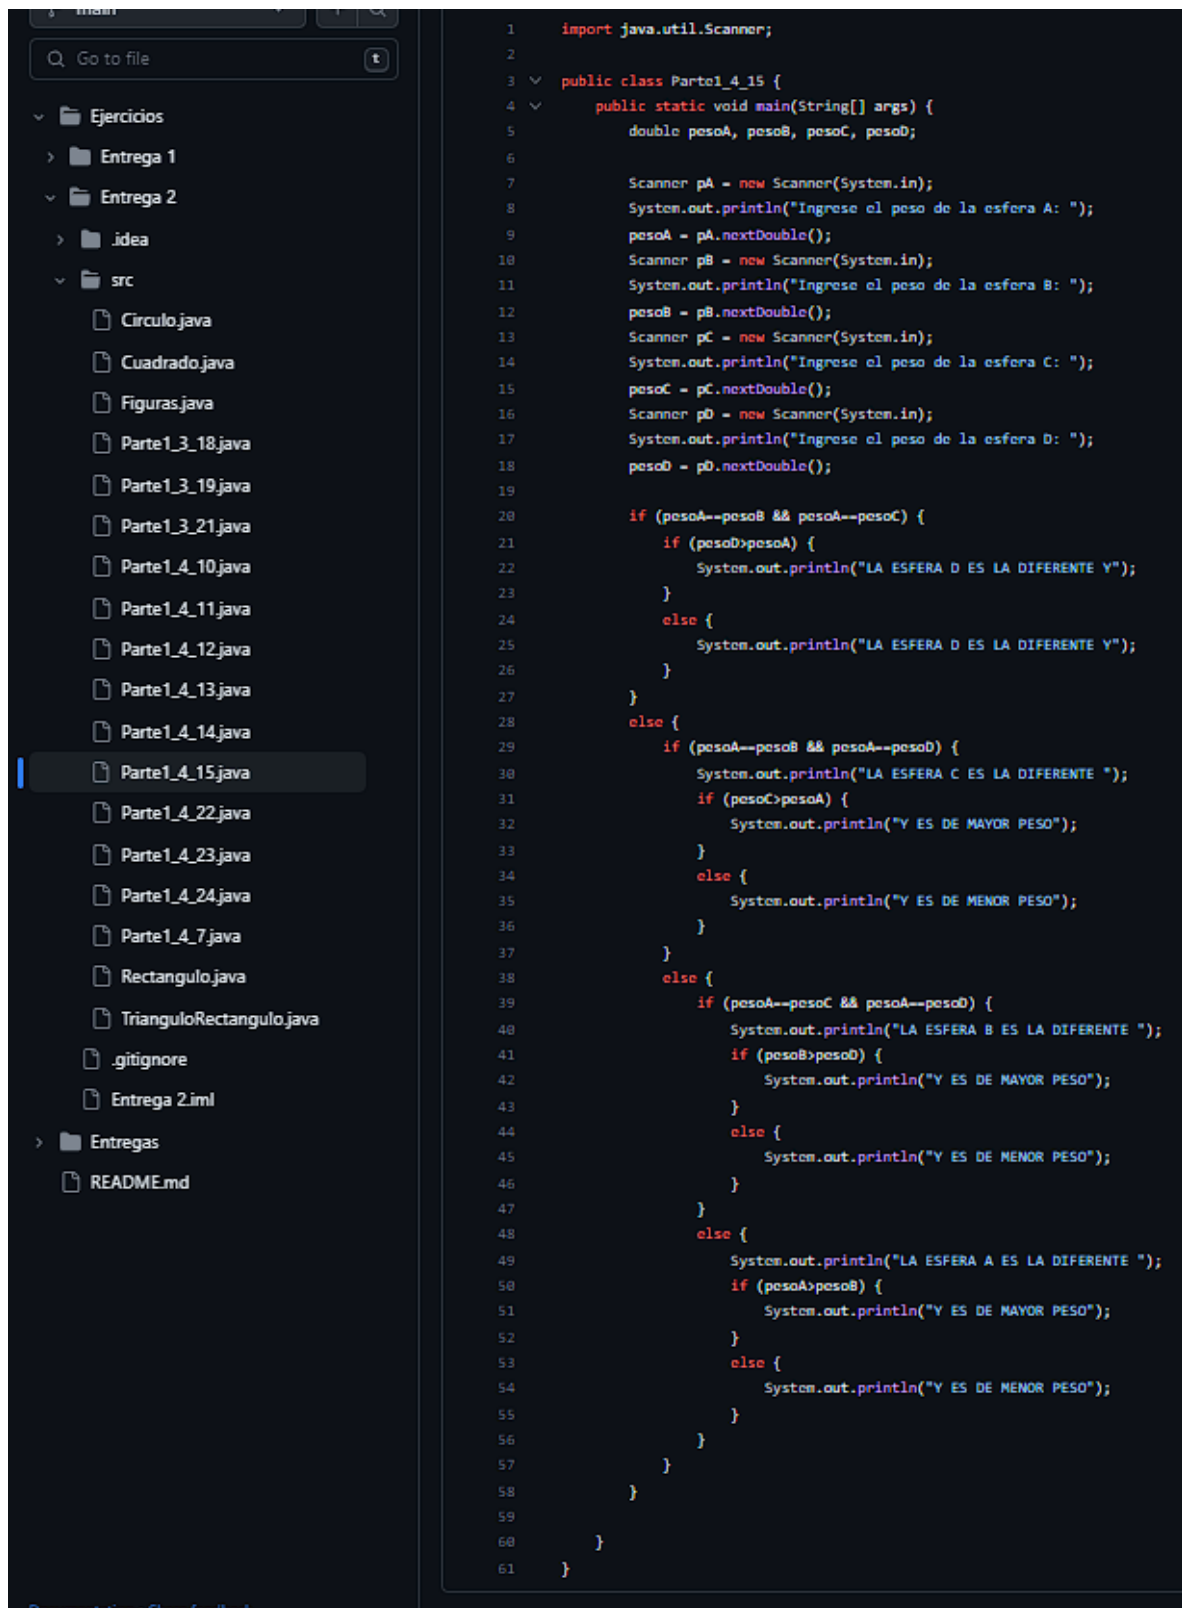 main
Go to file
t
Ejercicios
Entrega 1
Entrega 2
.idea
src
Circulo.java
Cuadrado.java
Figuras.java
Parte1_3_18.java
Parte1_3_19.java
Parte1_3_21.java
Parte1_4_10.java
Parte1_4_11.java
Parte1_4_12.java
Parte1_4_13.java
Parte1_4_14.java
Parte1_4_15.java
Parte1_4_22.java
Parte1_4_23.java
Parte1_4_24.java
Parte1_4_7.java
Rectangulo.java
TrianguloRectangulo.java
.gitignore
Entrega 2.iml
Entregas
README.md
1 import java.util.Scanner;
2
3 public class Parte1_4_15 {
4 public static void main(String[] args) {
5 double pesoA, pesoB, pesoC, pesoD;
6
7 Scanner pA = new Scanner(System.in);
8 System.out.println("Ingrese el peso de la esfera A: ");
9 pesoA = pA.nextDouble();
10 Scanner pB = new Scanner(System.in);
11 System.out.println("Ingrese el peso de la esfera B: ");
12 pesoB = pB.nextDouble();
13 Scanner pC = new Scanner(System.in);
14 System.out.println("Ingrese el peso de la esfera C: ");
15 pesoC = pC.nextDouble();
16 Scanner pD = new Scanner(System.in);
17 System.out.println("Ingrese el peso de la esfera D: ");
18 pesoD = pD.nextDouble();
19
20 if (pesoA==pesoB && pesoA==pesoC) {
21 if (pesoD>pesoA) {
22 System.out.println("LA ESFERA D ES LA DIFERENTE Y");
23 }
24 else {
25 System.out.println("LA ESFERA D ES LA DIFERENTE Y");
26 }
27 }
28 else {
29 if (pesoA==pesoB && pesoA==pesoD) {
30 System.out.println("LA ESFERA C ES LA DIFERENTE ");
31 if (pesoC>pesoA) {
32 System.out.println("Y ES DE MAYOR PESO");
33 }
34 else {
35 System.out.println("Y ES DE MENOR PESO");
36 }
37 }
38 else {
39 if (pesoA==pesoC && pesoA==pesoD) {
40 System.out.println("LA ESFERA B ES LA DIFERENTE ");
41 if (pesoB>pesoD) {
42 System.out.println("Y ES DE MAYOR PESO");
43 }
44 else {
45 System.out.println("Y ES DE MENOR PESO");
46 }
47 }
48 else {
49 System.out.println("LA ESFERA A ES LA DIFERENTE ");
50 if (pesoA>pesoB) {
51 System.out.println("Y ES DE MAYOR PESO");
52 }
53 else {
54 System.out.println("Y ES DE MENOR PESO");
55 }
56 }
57 }
58 }
59
60 }
61 }